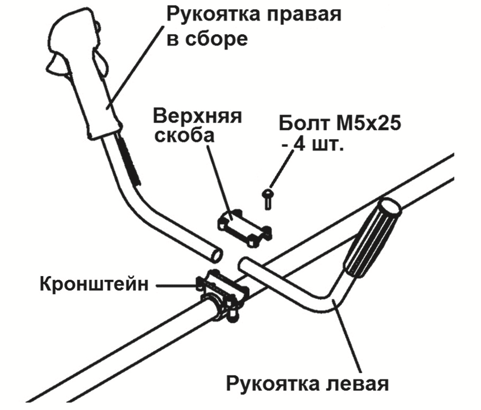 Рукоятка правая
в сборе
Верхняя
скоба
Болт М5х25
- 4 шт.
Кронштейн
Рукоятка левая